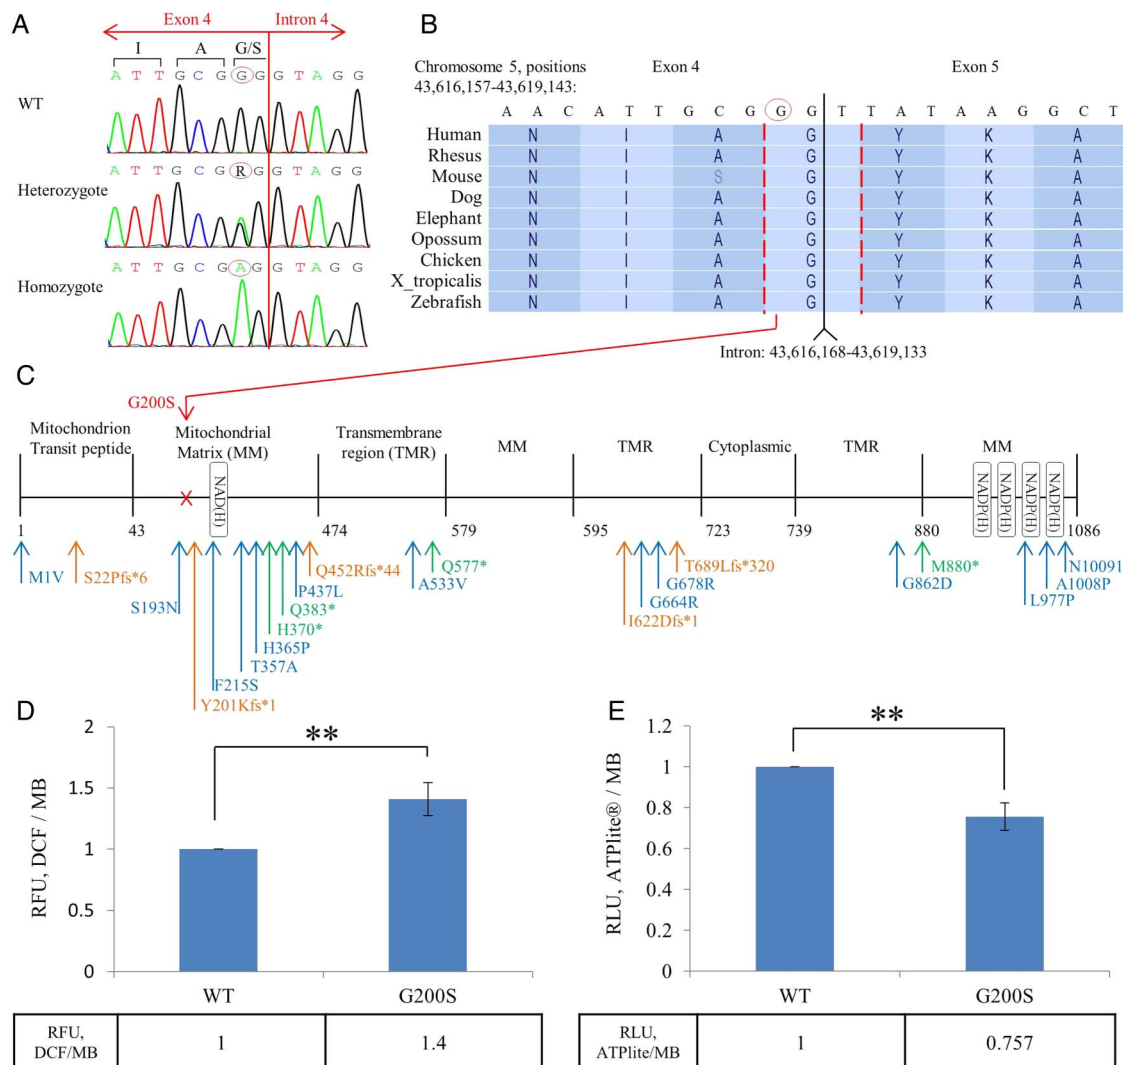 A
Exon 4 Intron 4
I A G/S
A T T G C G G G G T A G G
WT
A T T G C G R G G T A G G
Heterozygote
A T T G C G A G G T A G G
Homozygote
B
Chromosome 5, positions
43,616,157-43,619,143:
Exon 4 Exon 5
A A C A T T G C G G G T T A T A A G G C T
Human N I A G Y K A
Rhesus N I A G Y K A
Mouse N I S G Y K A
Dog N I A G Y K A
Elephant N I A G Y K A
Opossum N I A G Y K A
Chicken N I A G Y K A
X_tropicalis N I A G Y K A
Zebrafish N I A G Y K A
Intron: 43,616,168-43,619,133
C
G200S
Mitochondrion
Transit peptide
Mitochondrial
Matrix (MM)
Transmembrane
region (TMR)
MM
TMR
Cytoplasmic
TMR
MM
NAD(H)
NADP(H)
NADP(H)
NADP(H)
NADP(H)
1 43 474 579 595 723 739 880 1086
M1V
S22Pfs*6
S193N
Y201Kfs*1
F215S
T357A
H365P
H370*
Q383*
P437L
Q452Rfs*44
A533V
Q577*
I622Dfs*1
G664R
G678R
T689Lfs*320
G862D
M880*
L977P
A1008P
N10091
D
RFU, DCF / MB
2
1.5
1
0.5
0
**
WT G200S
RFU,
DCF/MB
1 1.4
E
RLU, ATPlite® / MB
1.2
1
0.8
0.6
0.4
0.2
0
**
WT G200S
RLU,
ATPlite/MB
1 0.757